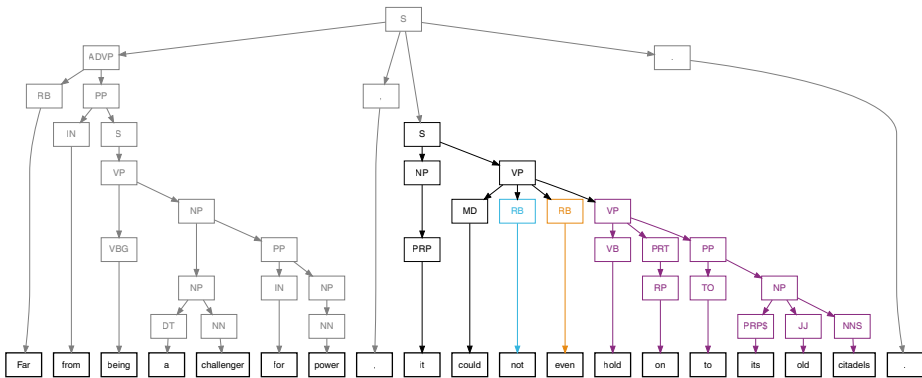 S
ADVP .
RB PP ,
IN S S
VP NP VP
NP MD RB RB VP
VBG PP PRP VB PRT PP
NP IN NP RP TO NP
DT NN NN PRP$ JJ NNS
Far from being a challenger for power , it could not even hold on to its old citadels .